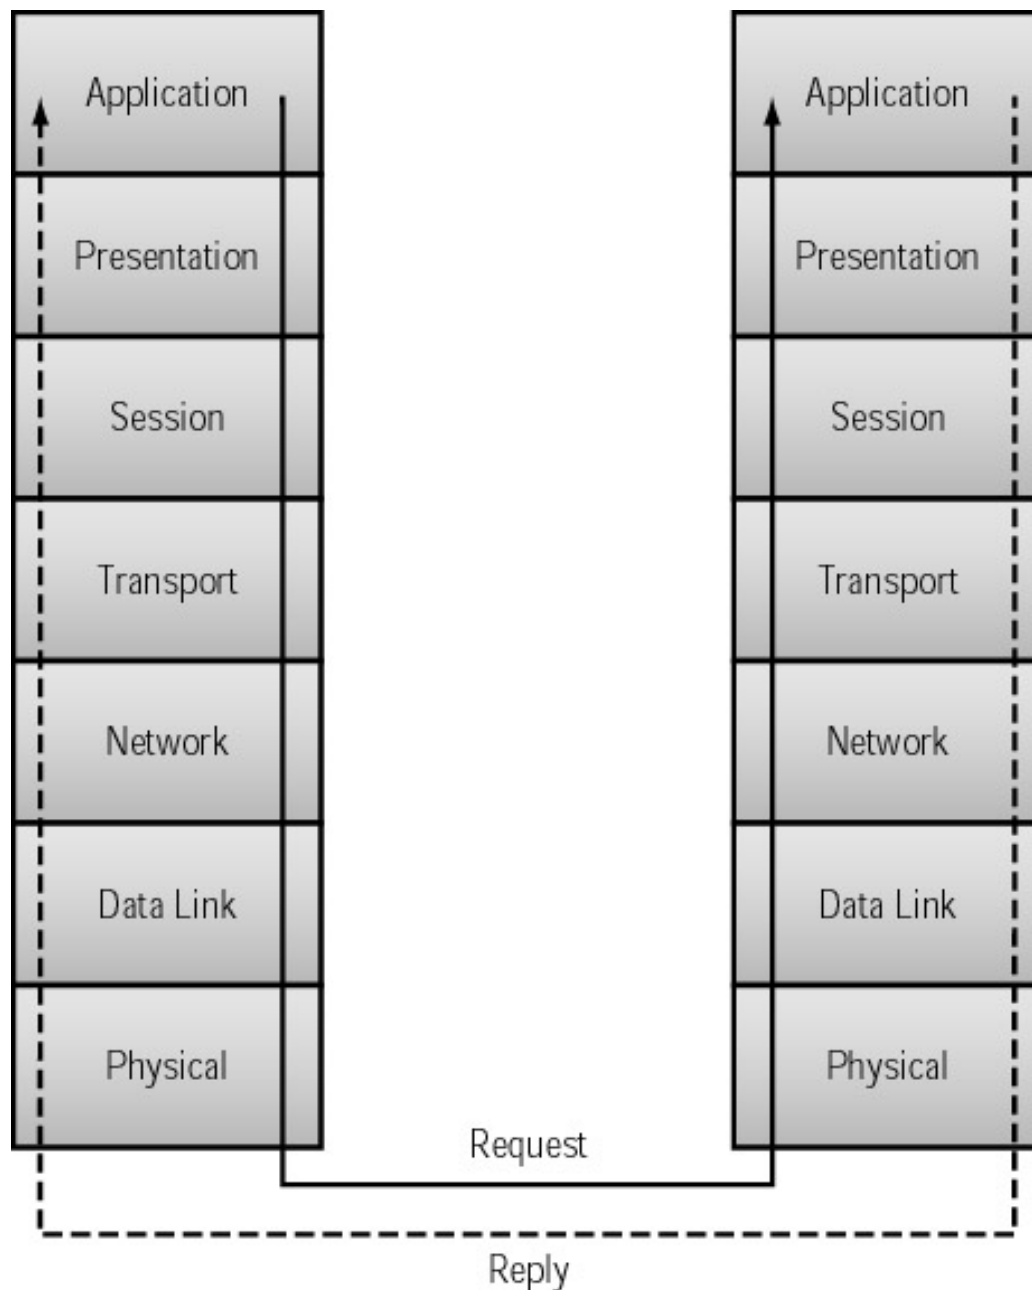 Application
Presentation
Session
Transport
Network
Data Link
Physical
Application
Presentation
Session
Transport
Network
Data Link
Physical
Request
Reply